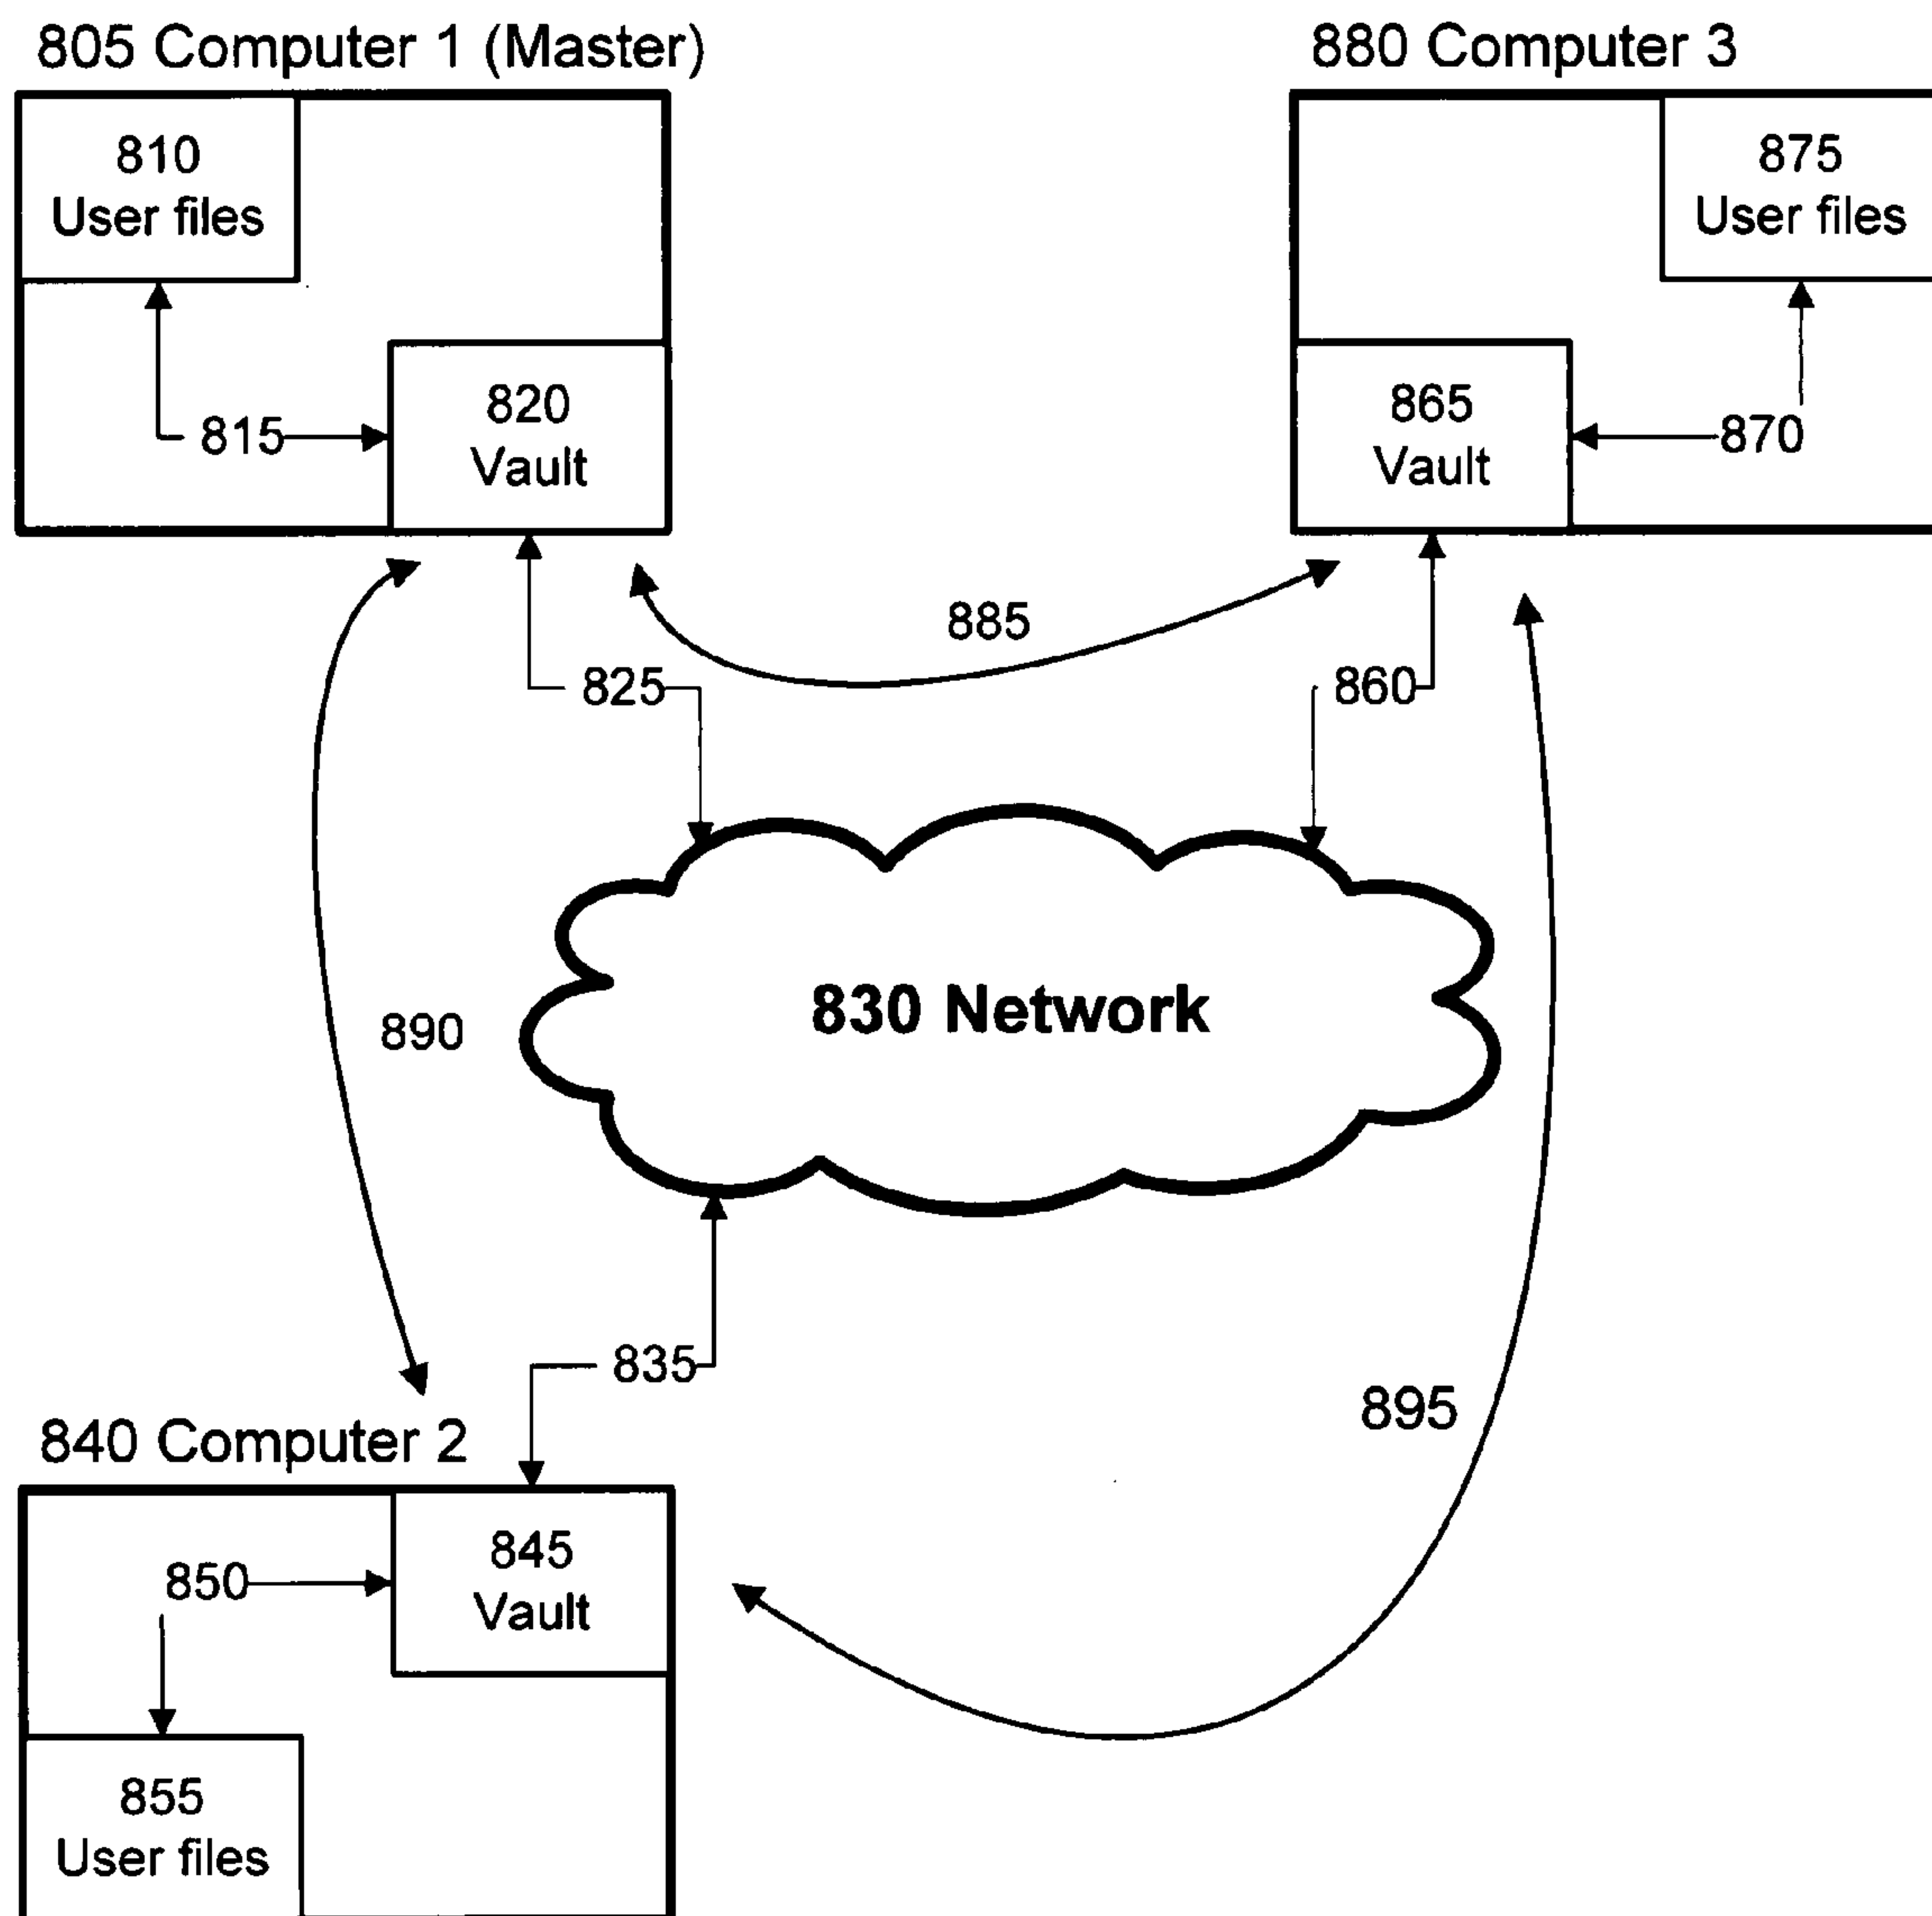 805 Computer 1 (Master)
880 Computer 3
810
User files
875
User files
820
Vault
815
865
Vault
870
885
825
860
830 Network
890
835
895
840 Computer 2
845
Vault
850
855
User files